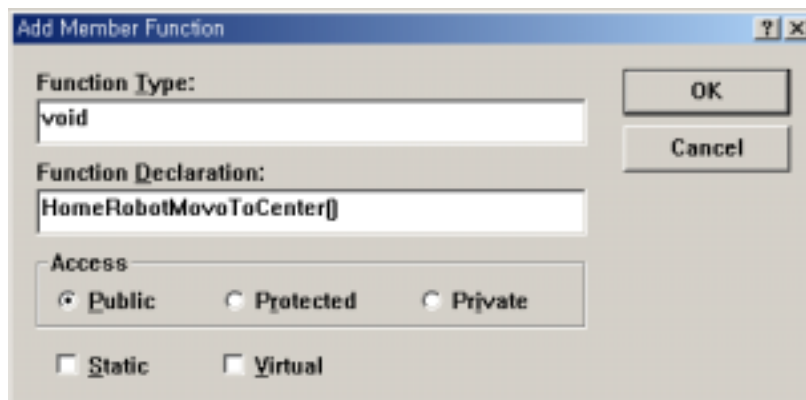 Add Member Function
Function Type:
OK
void
Cancel
Function Declaration:
HomeRobotMovoToCenter()
Access
Public Protected Private
Static Virtual